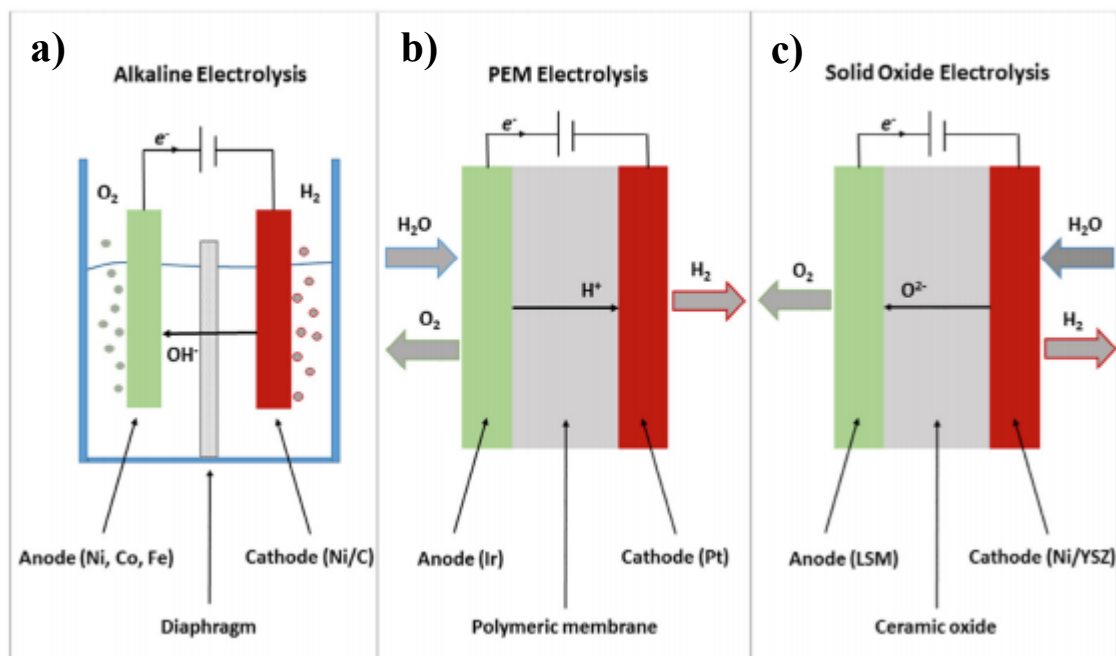 a)
Alkaline Electrolysis
e-
O₂
H₂
OH-
Anode (Ni, Co, Fe)
Cathode (Ni/C)
Diaphragm
b)
PEM Electrolysis
e-
H₂O
H⁺
H₂
O₂
Anode (Ir)
Cathode (Pt)
Polymeric membrane
c)
Solid Oxide Electrolysis
e-
H₂O
O₂
O²⁻
H₂
Anode (LSM)
Cathode (Ni/YSZ)
Ceramic oxide